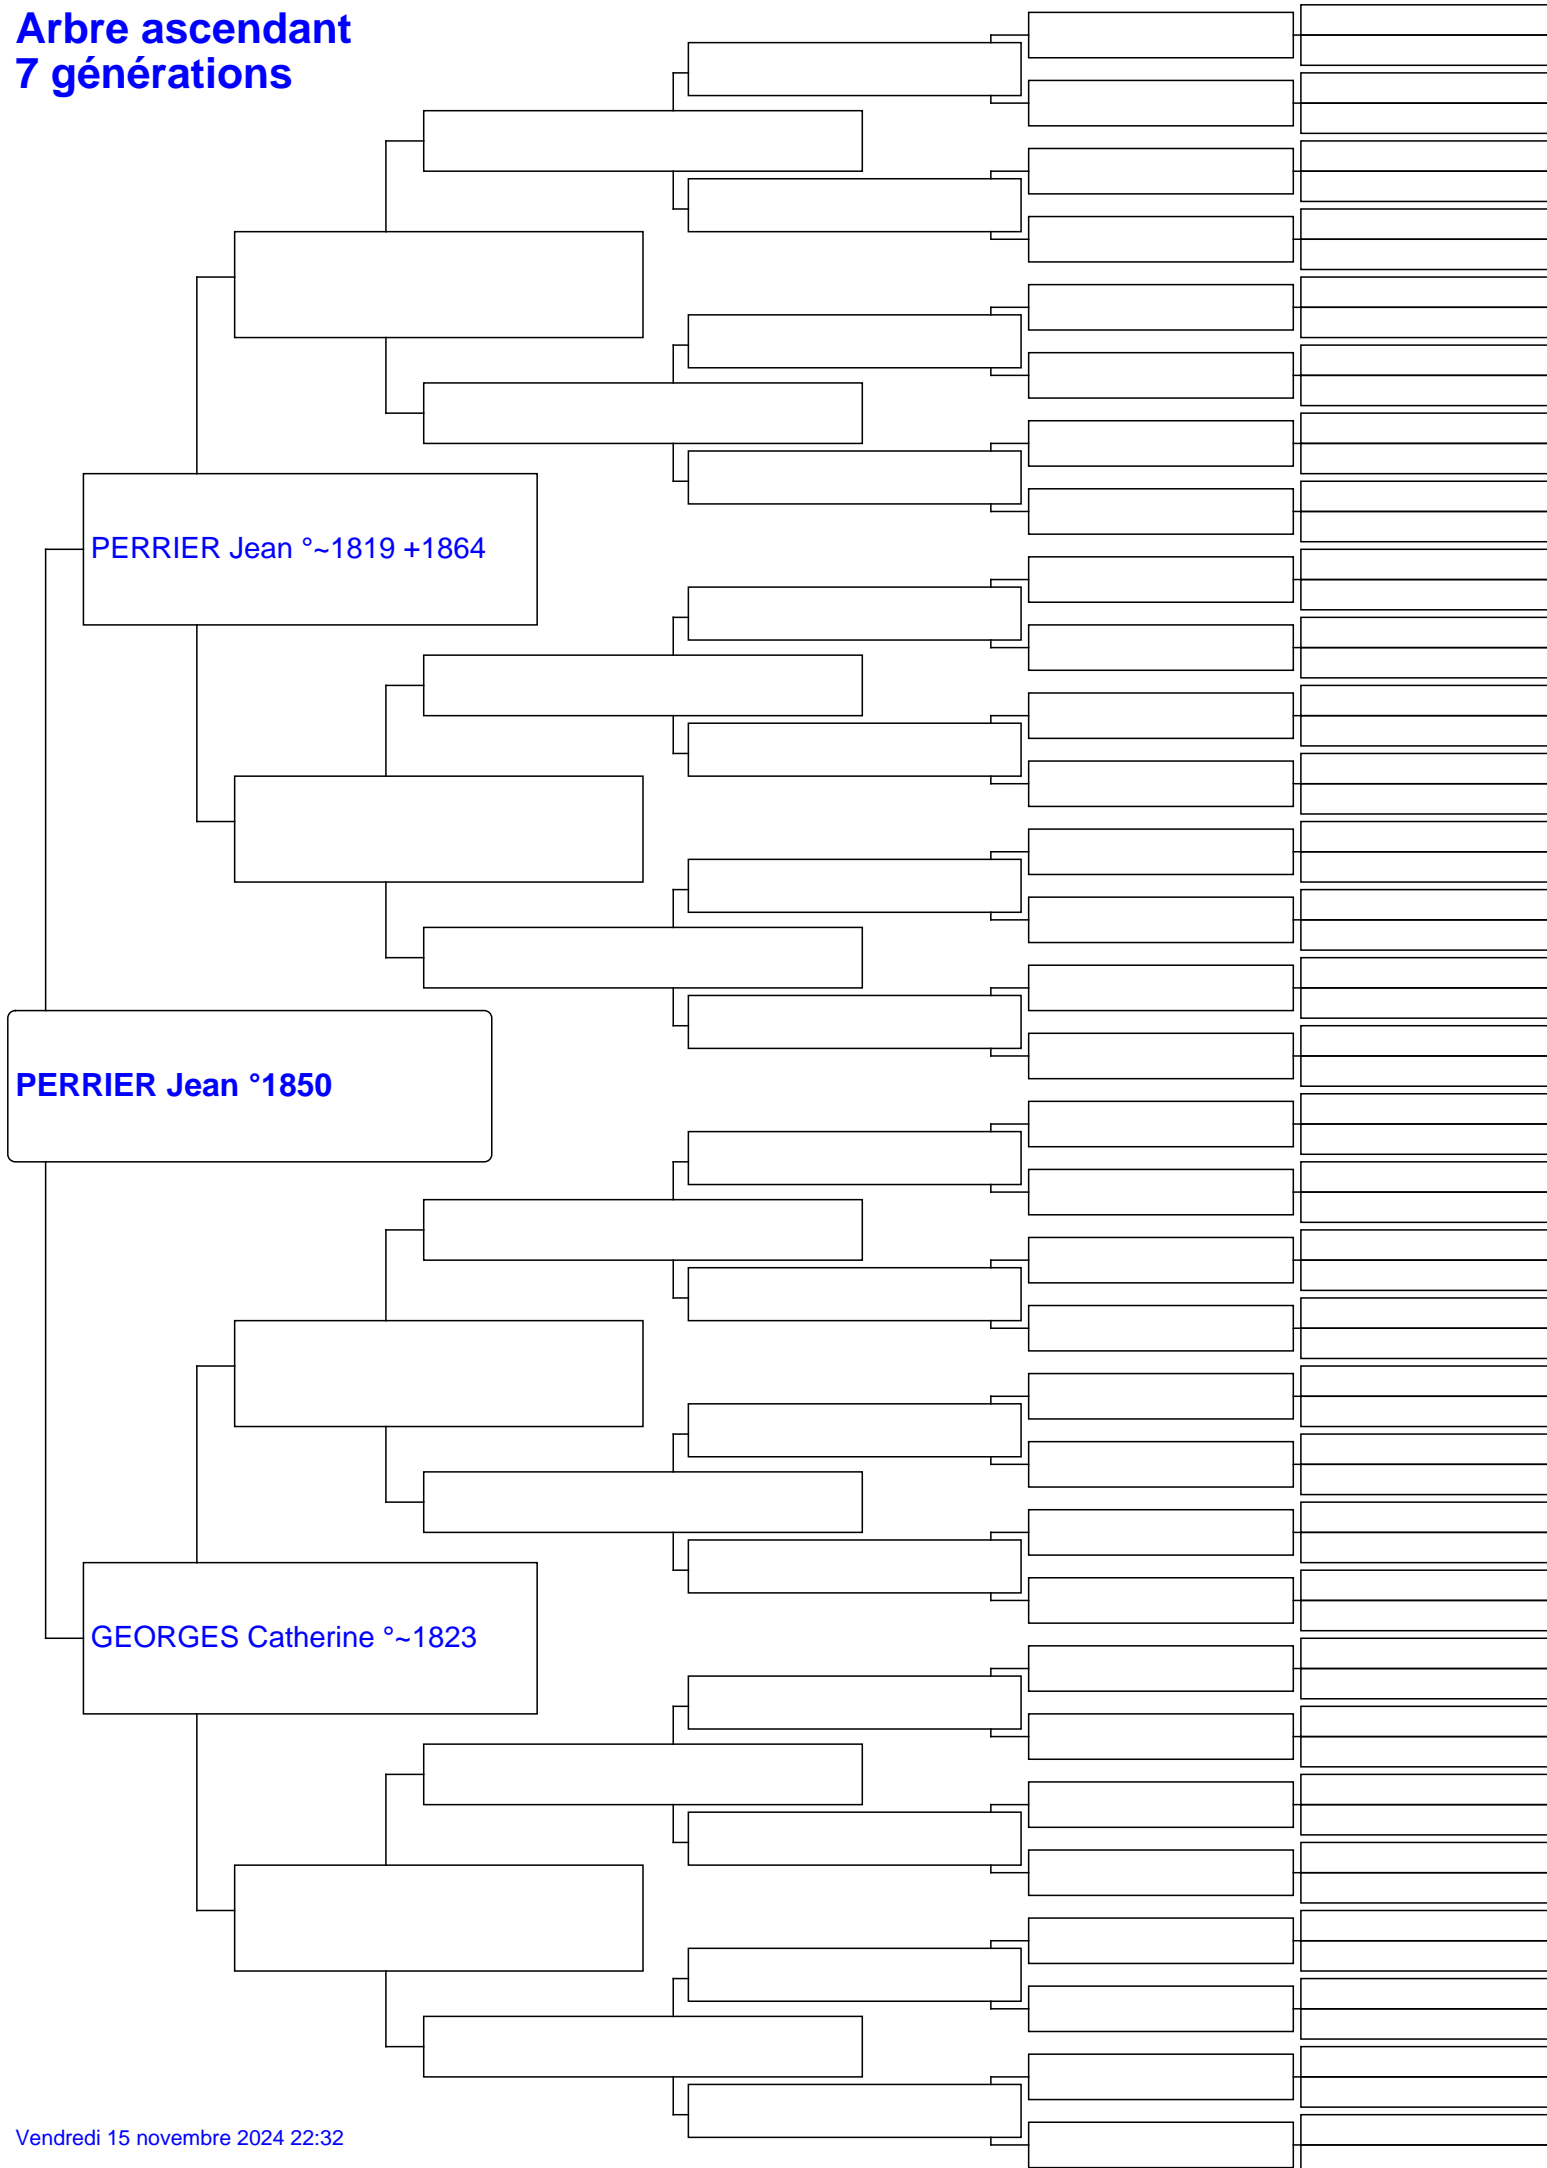 Arbre ascendant
7 générations
PERRIER Jean °~1819 +1864
PERRIER Jean °1850
GEORGES Catherine °~1823
Vendredi 15 novembre 2024 22:32